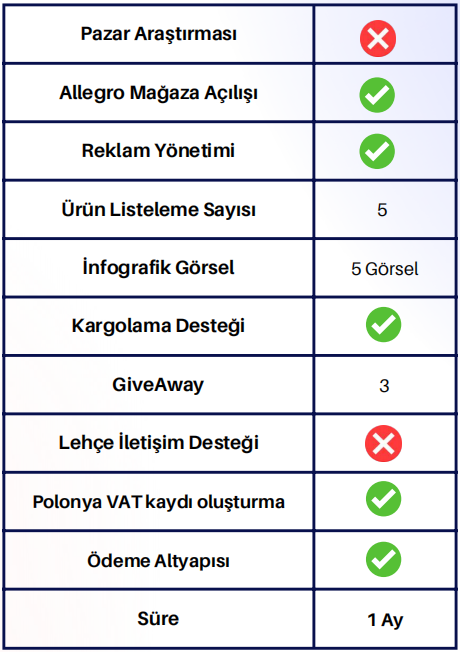 Pazar Araştırması
Allegro Mağaza Açılışı
Reklam Yönetimi
Ürün Listeleme Sayısı 5
İnfografik Görsel 5 Görsel
Kargolama Desteği
GiveAway 3
Lehçe İletişim Desteği
Polonya VAT kaydı oluşturma
Ödeme Altyapısı
Süre 1 Ay